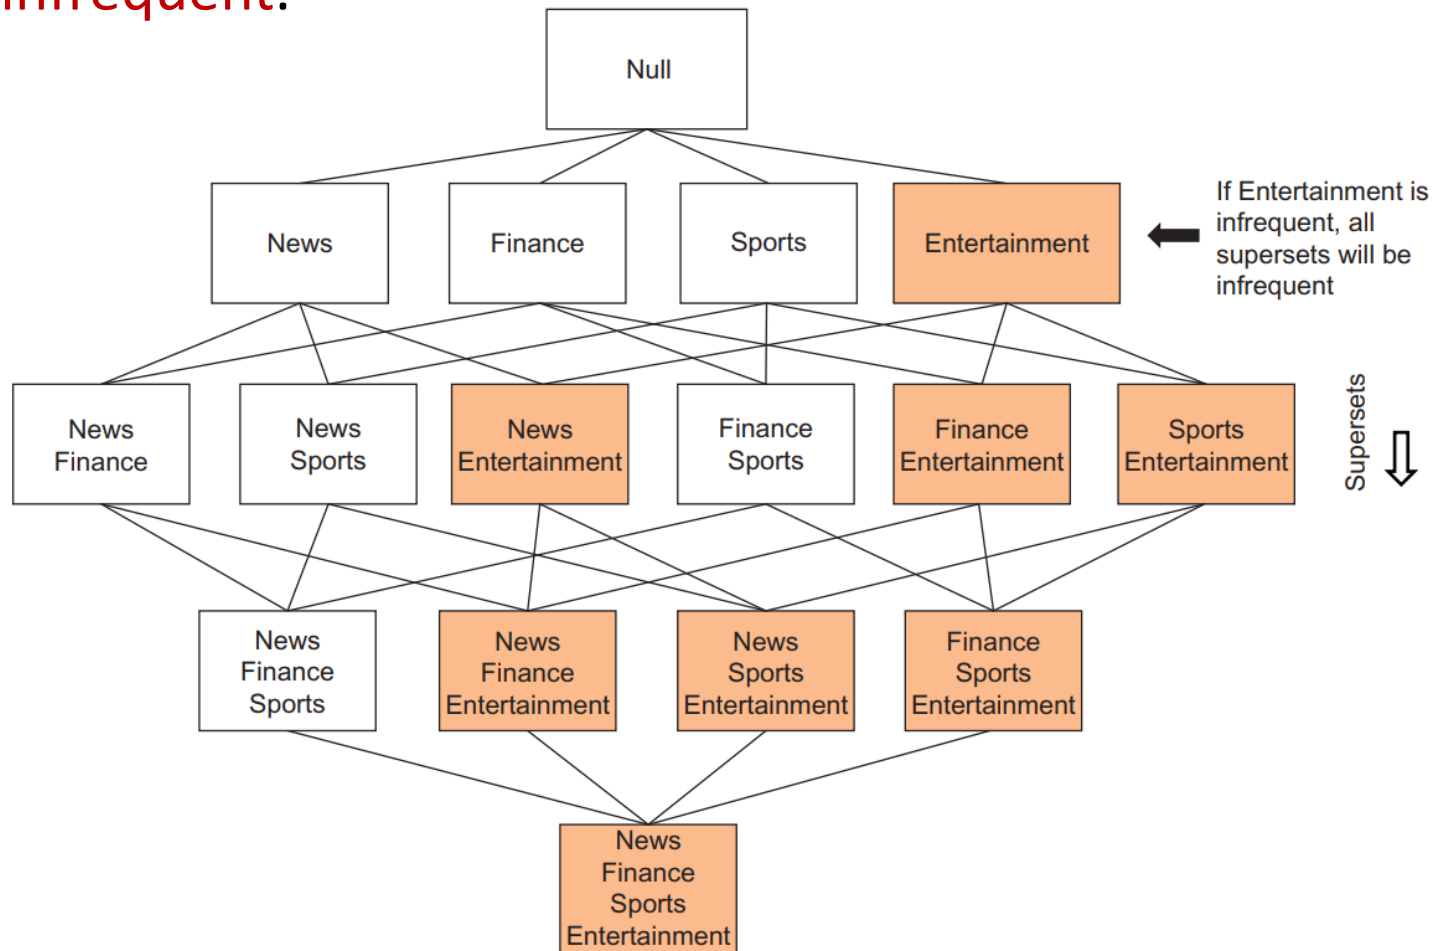 infrequent.
Null
News
Finance
Sports
Entertainment
If Entertainment is
infrequent, all
supersets will be
infrequent
News
Finance
News
Sports
News
Entertainment
Finance
Sports
Finance
Entertainment
Sports
Entertainment
Supersets
News
Finance
Sports
News
Finance
Entertainment
News
Sports
Entertainment
Finance
Sports
Entertainment
News
Finance
Sports
Entertainment